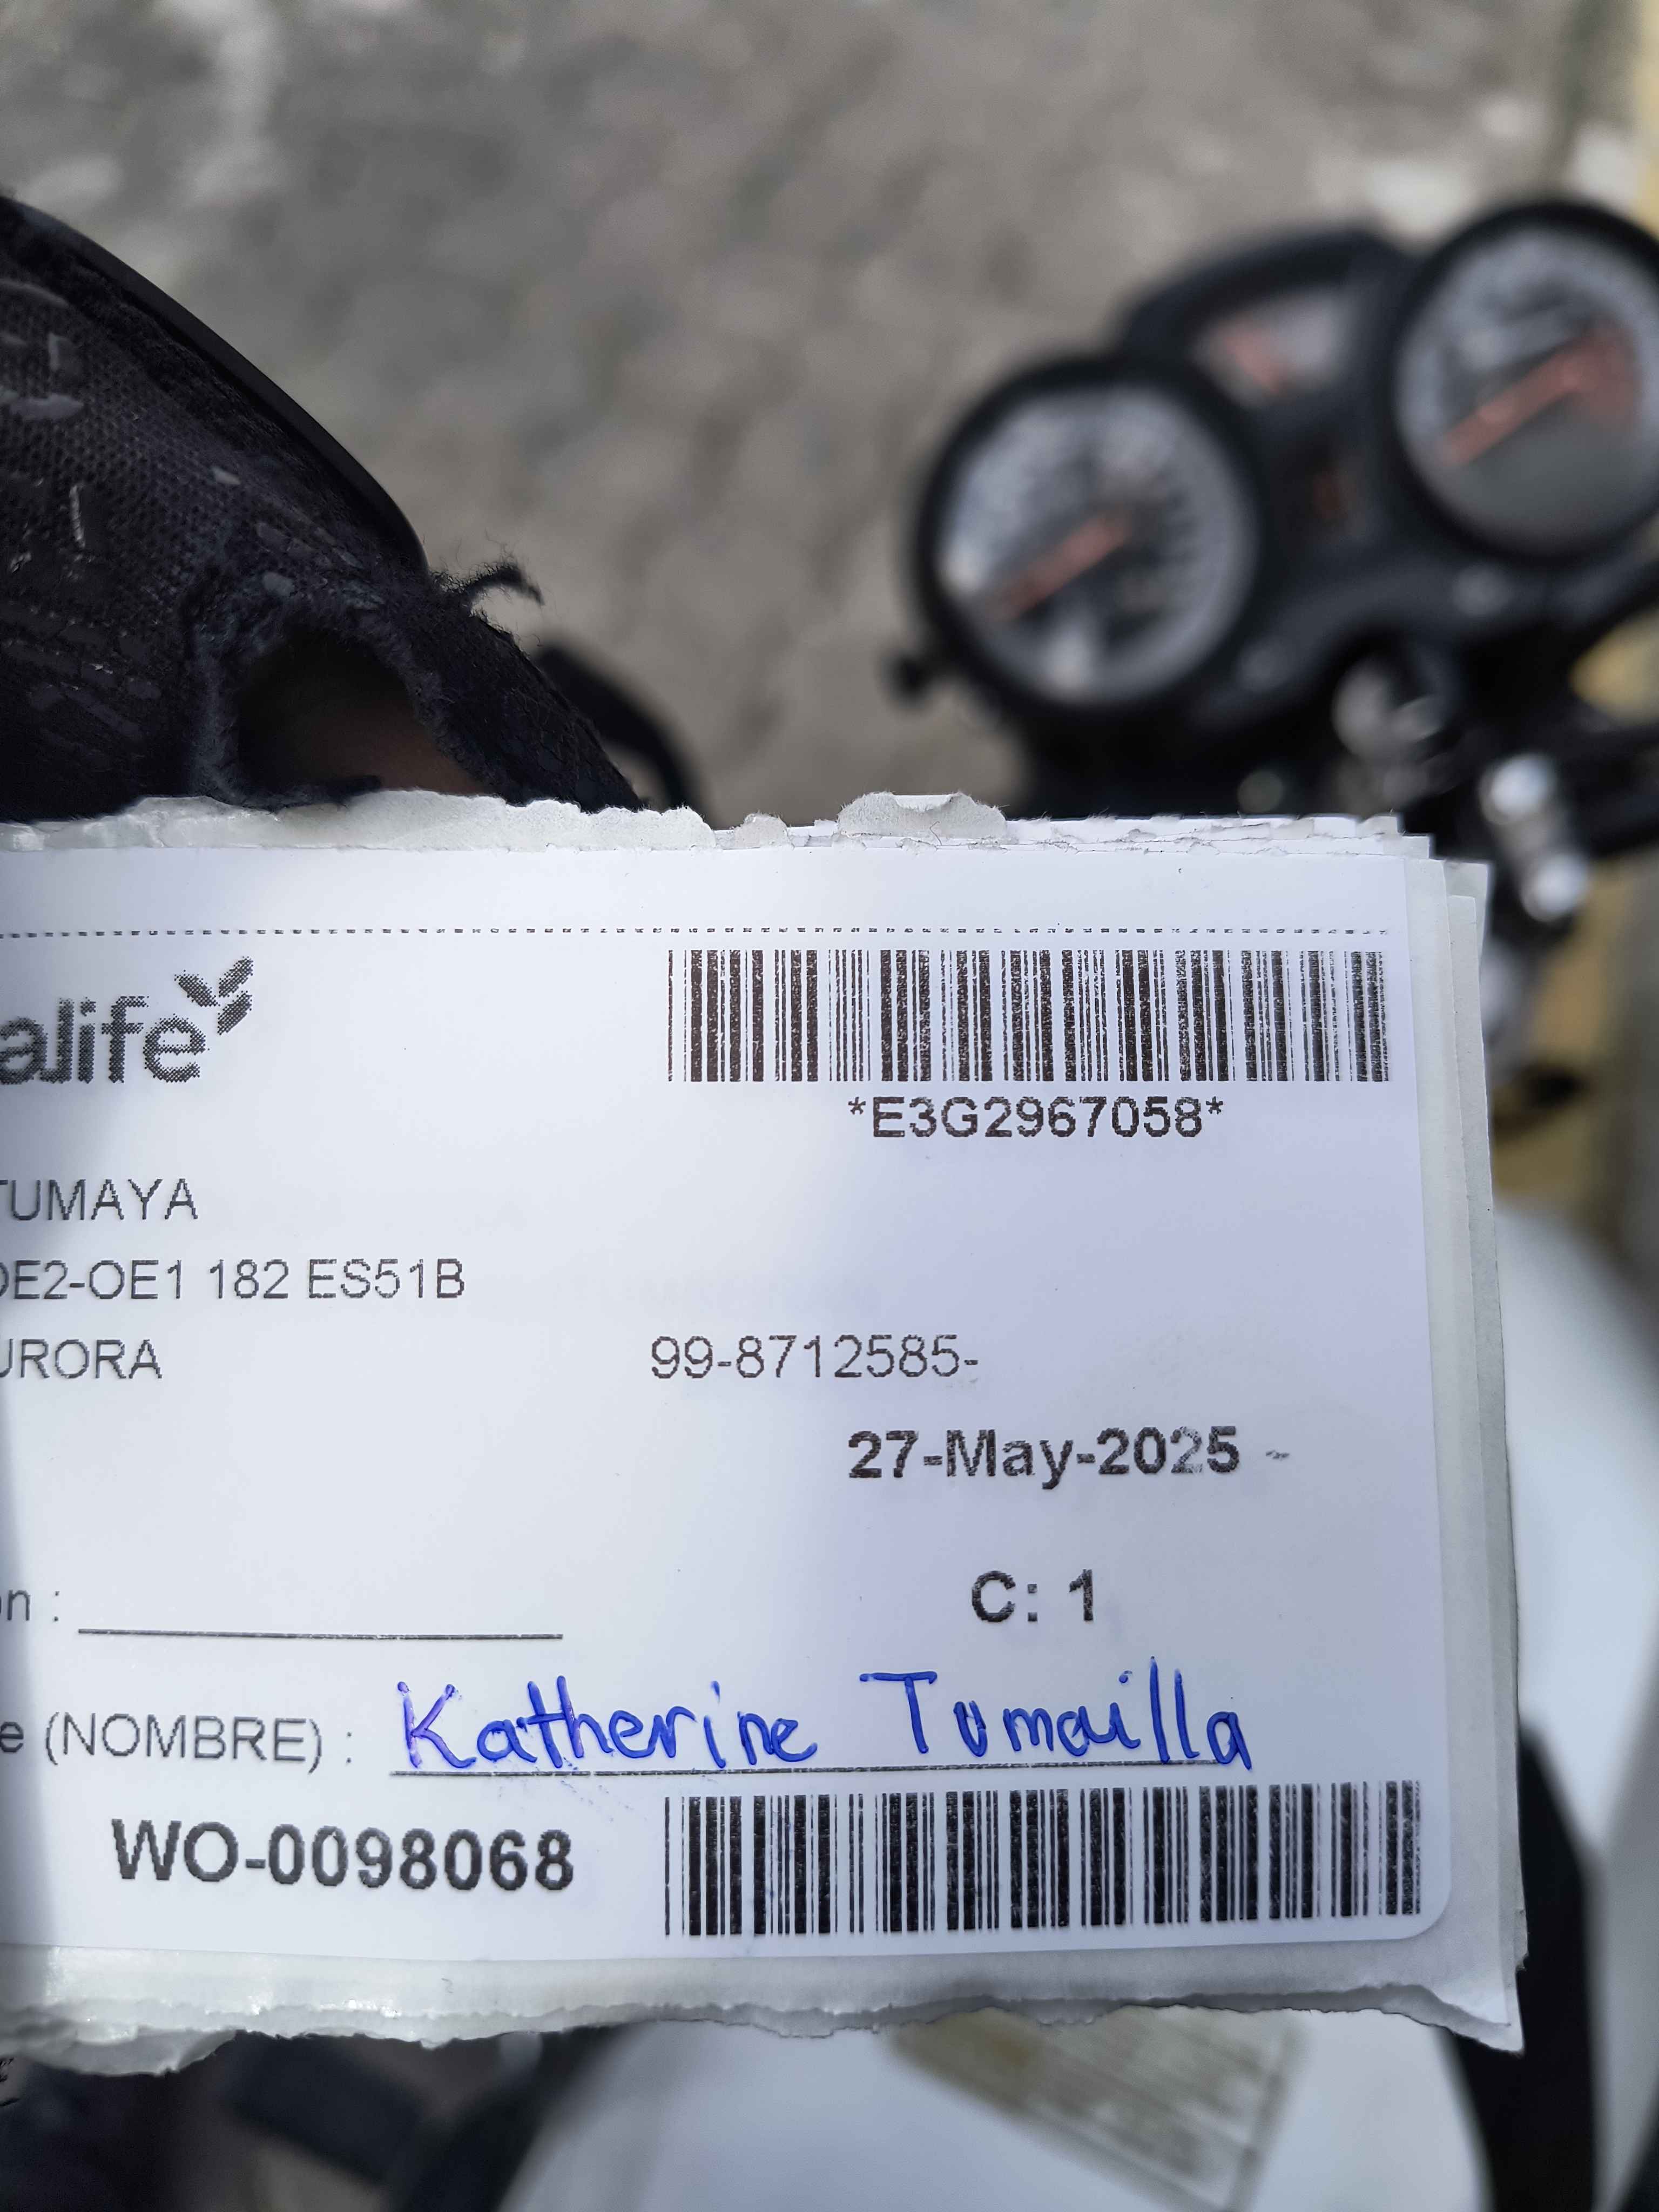 alife
*E3G2967058*
TUMAYA
OE2-OE1 182 ES51B
URORA 99-8712585-
27-May-2025 -
on : C: 1
e (NOMBRE) : Katherine Tumailla
WO-0098068